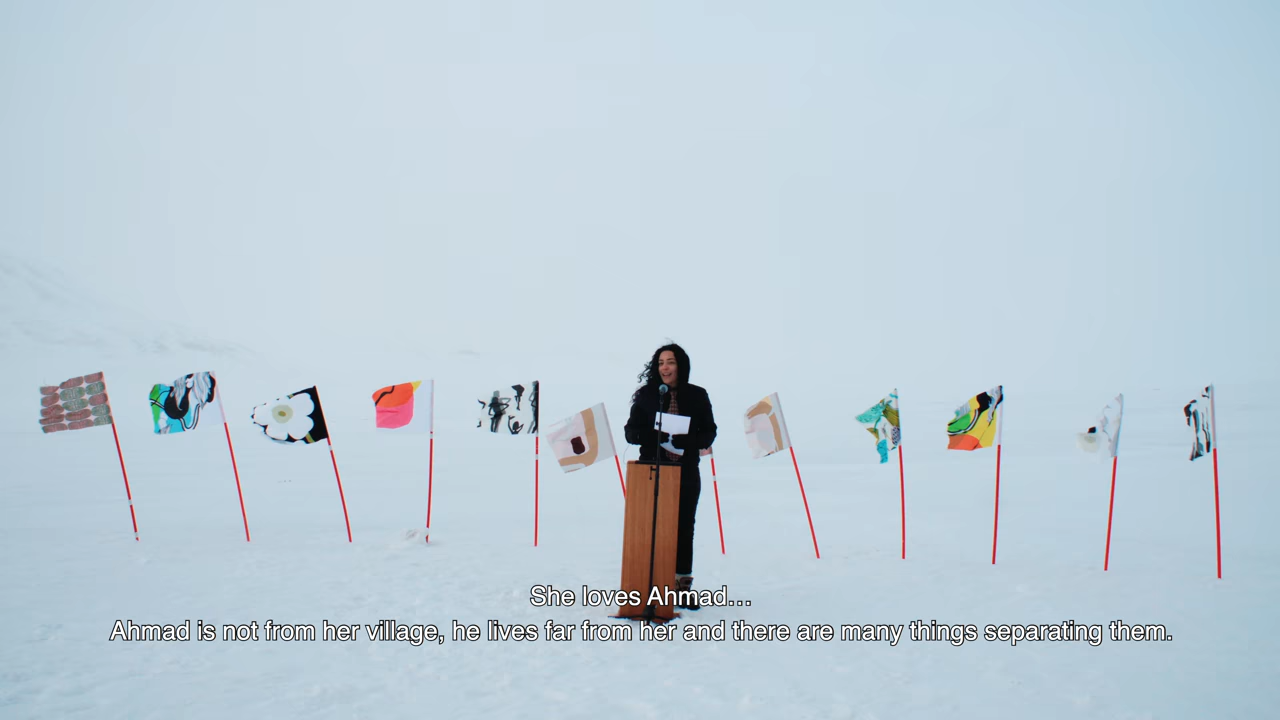 She loves Ahmad...
Ahmad is not from her village, he lives far from her and there are many things separating them.